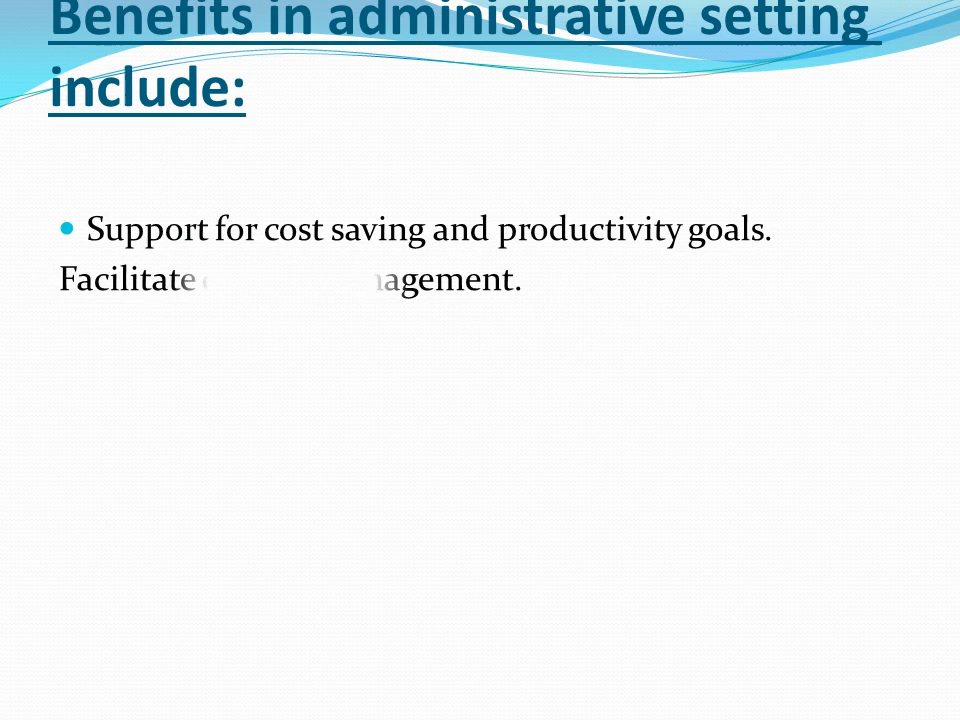 Benefits in administrative setting
include:
• Support for cost saving and productivity goals.
Facilitate